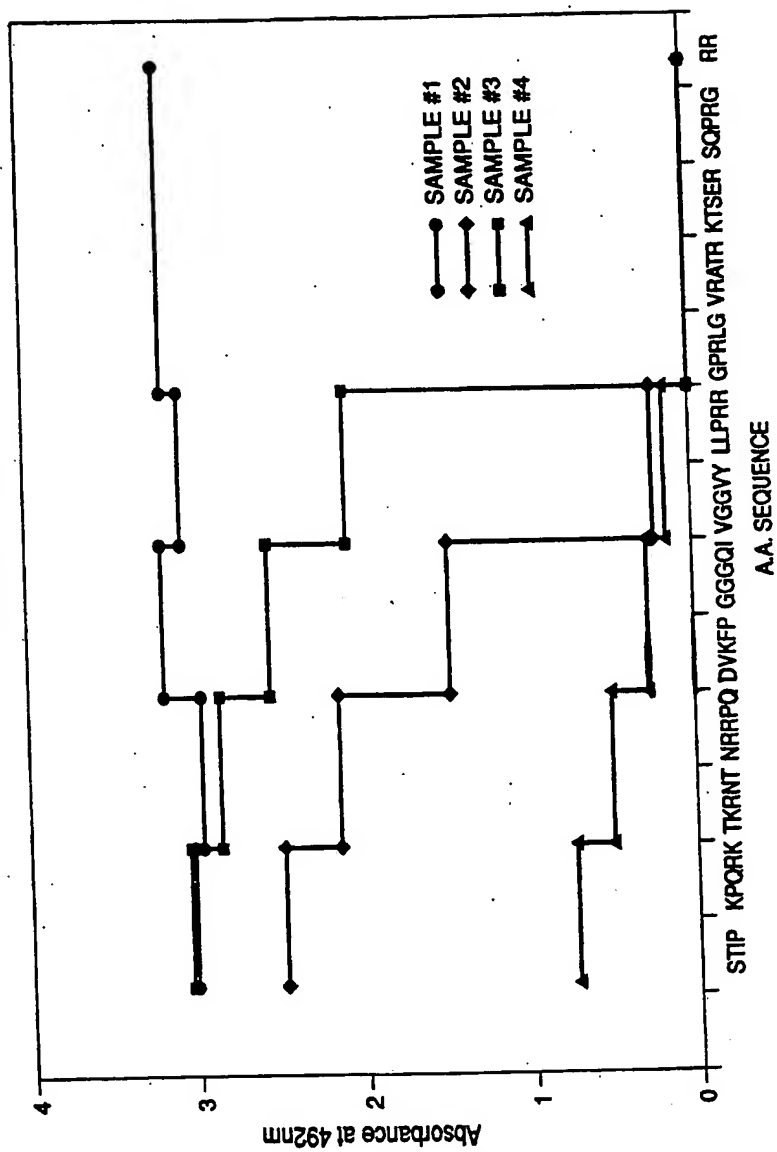 Absorbance at 492nm
4
3
2
1
0
STIP KPQRK TKRNT NRRPQ DVKFP GGGQI VGGVY LLPRR GPRLG VRATR KTSER SQPRG RR
A.A. SEQUENCE
SAMPLE #1
SAMPLE #2
SAMPLE #3
SAMPLE #4